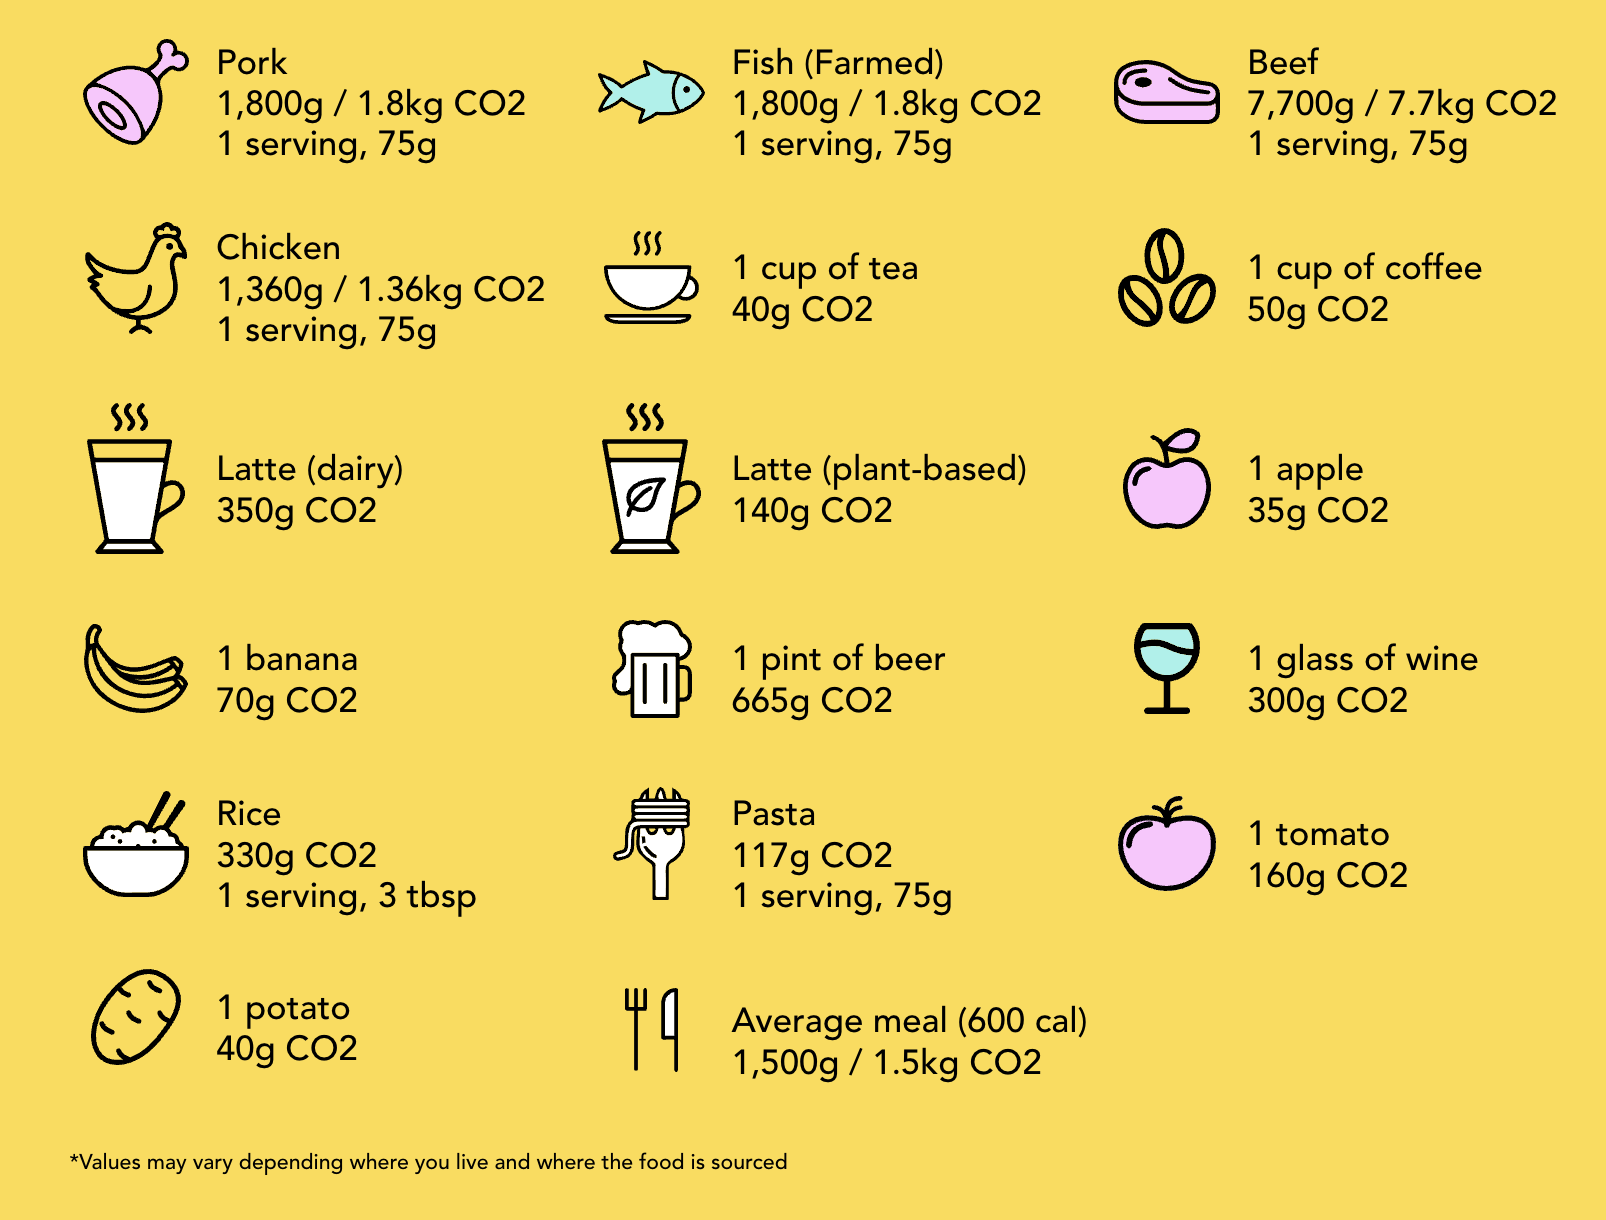 Pork
1,800g / 1.8kg CO2
1 serving, 75g
Fish (Farmed)
1,800g / 1.8kg CO2
1 serving, 75g
Beef
7,700g / 7.7kg CO2
1 serving, 75g
Chicken
1,360g / 1.36kg CO2
1 serving, 75g
1 cup of tea
40g CO2
1 cup of coffee
50g CO2
Latte (dairy)
350g CO2
Latte (plant-based)
140g CO2
1 apple
35g CO2
1 banana
70g CO2
1 pint of beer
665g CO2
1 glass of wine
300g CO2
Rice
330g CO2
1 serving, 3 tbsp
Pasta
117g CO2
1 serving, 75g
1 tomato
160g CO2
1 potato
40g CO2
Average meal (600 cal)
1,500g / 1.5kg CO2
*Values may vary depending where you live and where the food is sourced